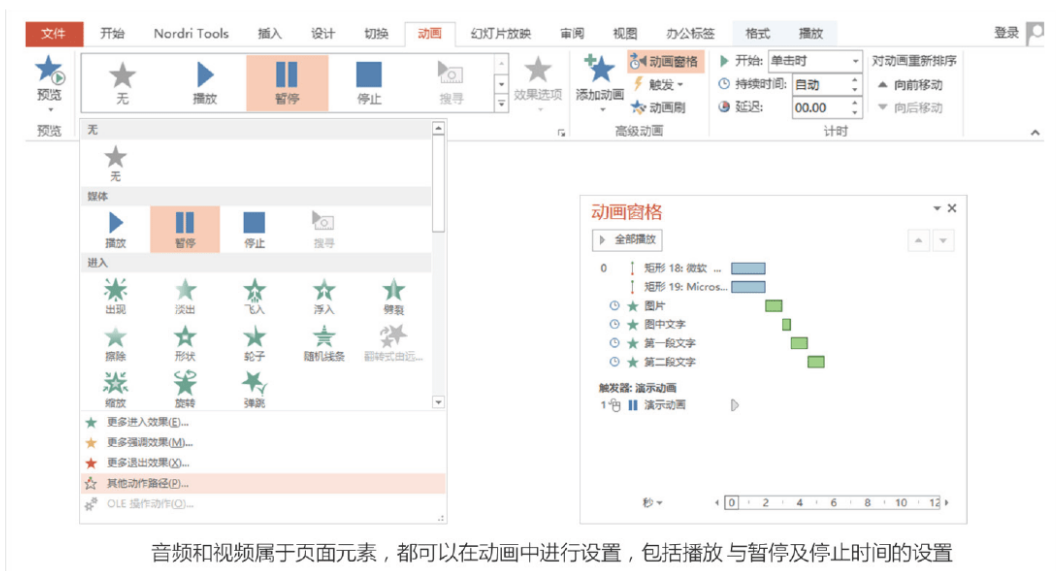 文件 开始 Nordri Tools 插入 设计 切换 动画 幻灯片放映 审阅 视图 办公标签 格式 播放 登录
预览 无 播放 暂停 停止 搜寻 效果选项 添加动画 动画窗格 触发 动画刷 开始: 单击时 持续时间: 自动 延迟: 00.00 对动画重新排序 向前移动 向后移动
预览 高级动画 计时
无
无
媒体
播放 暂停 停止 搜寻
进入
出现 淡出 飞入 浮入 劈裂
擦除 形状 轮子 随机线条 翻转式由远...
缩放 旋转 弹跳
更多进入效果(E)...
更多强调效果(M)...
更多退出效果(X)...
其他动作路径(P)...
OLE 操作动作(O)...
动画窗格
全部播放
0 矩形 18: 微软 ...
矩形 19: Micros...
图片
图中文字
第一段文字
第二段文字
触发器: 演示动画
1 演示动画
秒 0 2 4 6 8 10 12
音频和视频属于页面元素，都可以在动画中进行设置，包括播放 与暂停及停止时间的设置